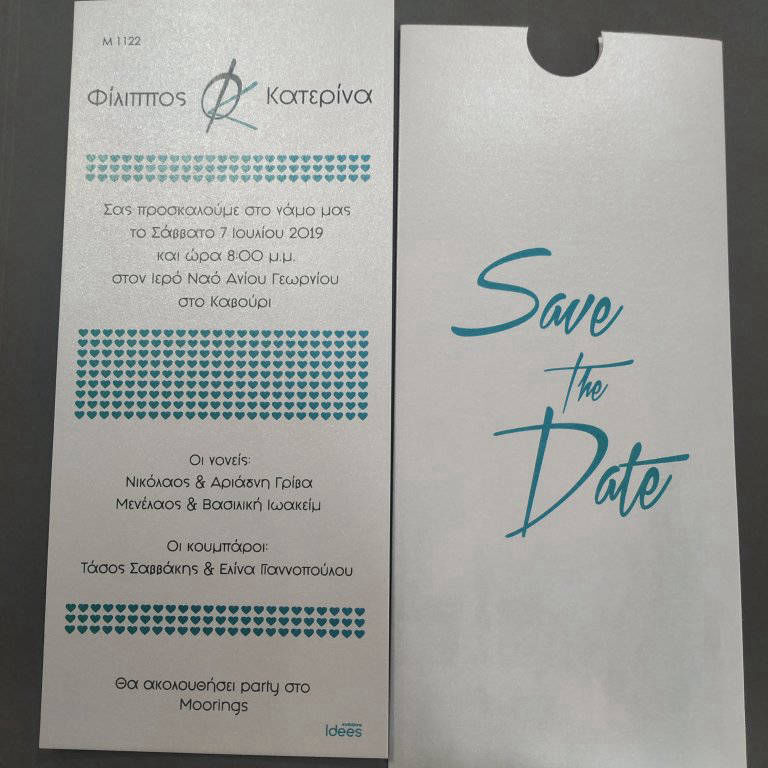 M 1122
Φίλιππος ΦΚ Κατερίνα
Σας προσκαλούμε στο γάμο μας
το Σάββατο 7 Ιουλίου 2019
και ώρα 8:00 μ.μ.
στον Ιερό Ναό Αγίου Γεωργίου
στο Καβούρι
Οι γονείς:
Νικόλαος & Αριάδνη Γρίβα
Μενέλαος & Βασιλική Ιωακείμ
Οι κουμπάροι:
Τάσος Σαββάκης & Ελίνα Γιαννοπούλου
Θα ακολουθήσει party στο
Moorings
Idees
Save
the
Date